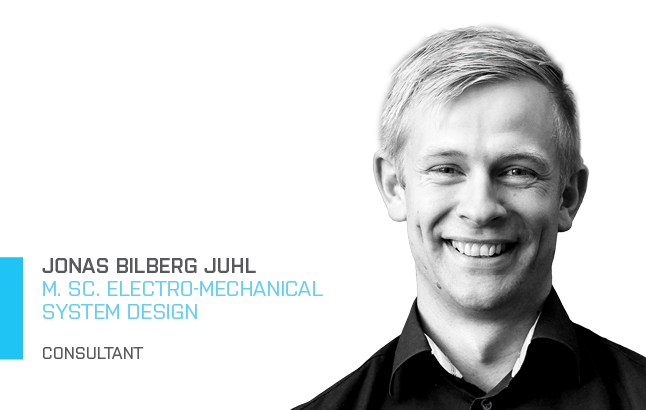 JONAS BILBERG JUHL
M. SC. ELECTRO-MECHANICAL
SYSTEM DESIGN
CONSULTANT